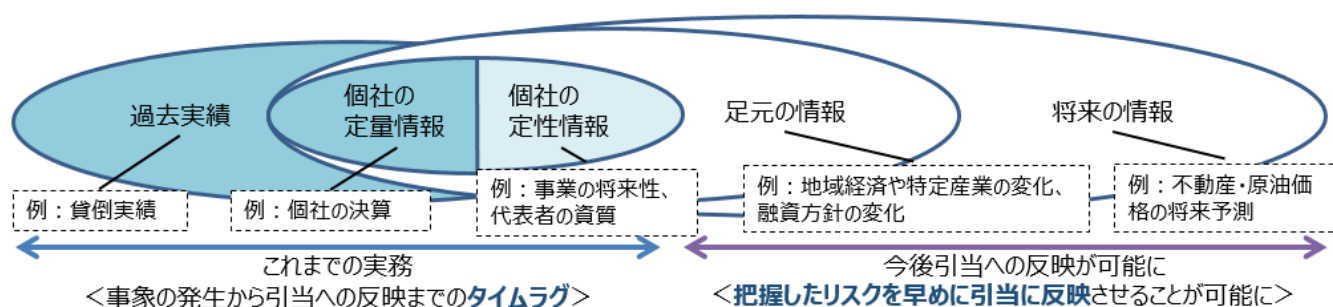 過去実績
個社の
定量情報
個社の
定性情報
足元の情報
将来の情報
例：貸倒実績
例：個社の決算
例：事業の将来性、
代表者の資質
例：地域経済や特定産業の変化、
融資方針の変化
例：不動産・原油価
格の将来予測
これまでの実務
＜事象の発生から引当への反映までのタイムラグ＞
今後引当への反映が可能に
＜把握したリスクを早めに引当に反映させることが可能に＞